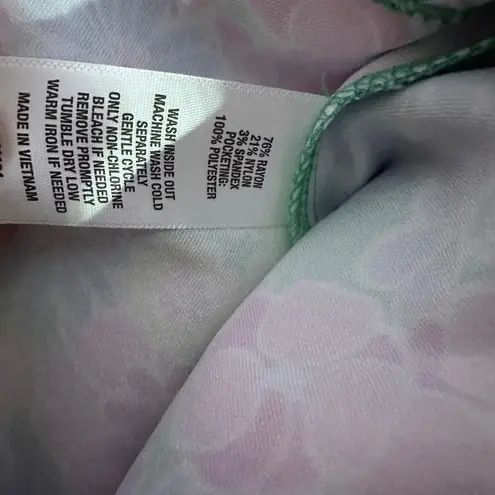 76% RAYON
21% NYLON
3% SPANDEX
POCKETING:
100% POLYESTER
WASH INSIDE OUT
MACHINE WASH COLD
SEPARATELY
GENTLE CYCLE
ONLY NON-CHLORINE
BLEACH IF NEEDED
REMOVE PROMPTLY
TUMBLE DRY LOW
WARM IRON IF NEEDED
MADE IN VIETNAM